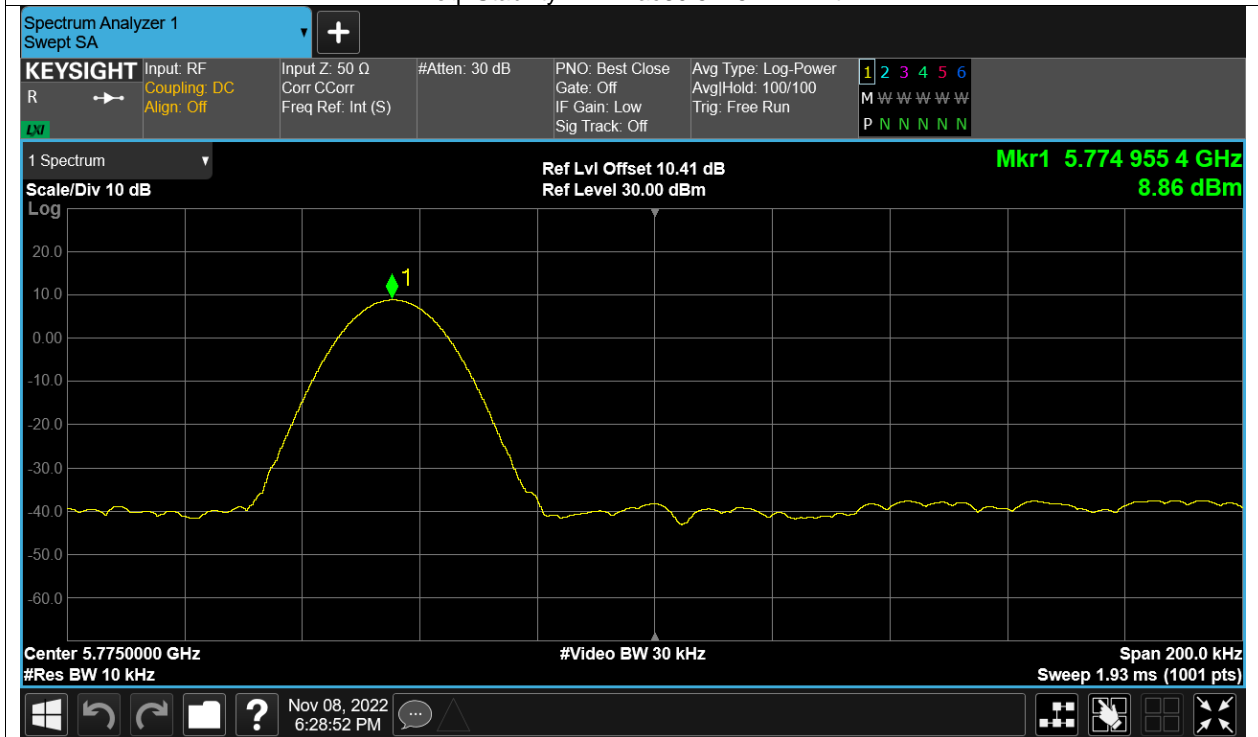 Spectrum Analyzer 1
Swept SA
KEYSIGHT
R
LXI
Input: RF
Coupling: DC
Align: Off
Input Z: 50 Ω
Corr CCorr
Freq Ref: Int (S)
#Atten: 30 dB
PNO: Best Close
Gate: Off
IF Gain: Low
Sig Track: Off
Avg Type: Log-Power
Avg|Hold: 100/100
Trig: Free Run
1 2 3 4 5 6
M W W W W W
P N N N N N
1 Spectrum
Scale/Div 10 dB
Log
Ref Lvl Offset 10.41 dB
Ref Level 30.00 dBm
Mkr1 5.774 955 4 GHz
8.86 dBm
20.0
10.0
0.00
-10.0
-20.0
-30.0
-40.0
-50.0
-60.0
1
Center 5.7750000 GHz
#Res BW 10 kHz
#Video BW 30 kHz
Span 200.0 kHz
Sweep 1.93 ms (1001 pts)
?
Nov 08, 2022
6:28:52 PM